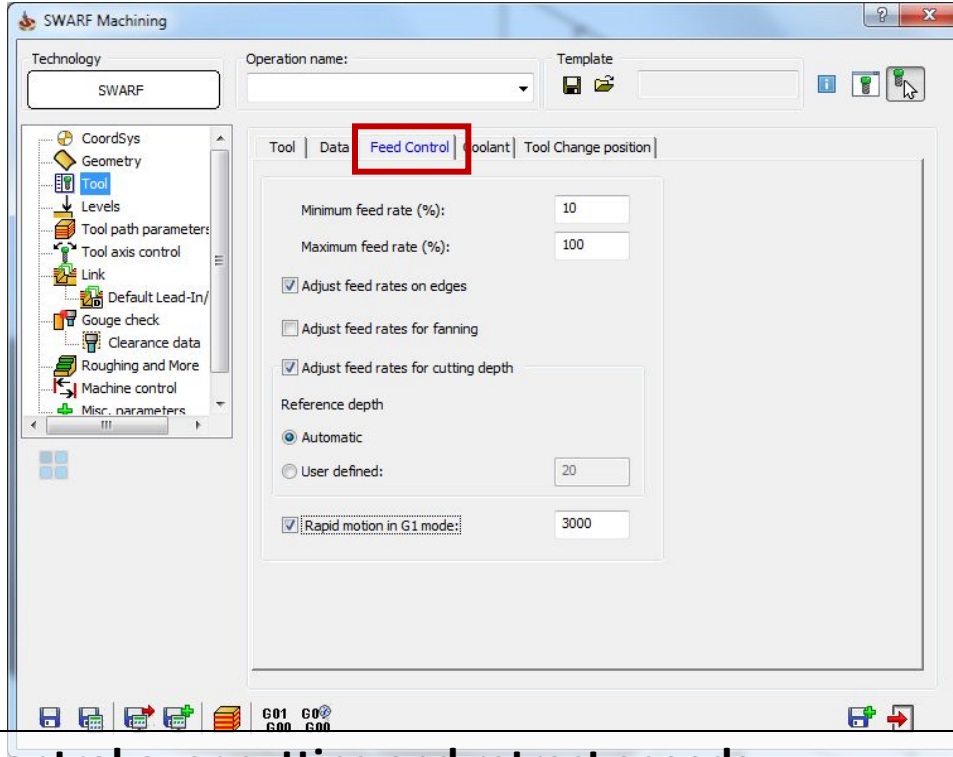 SWARF Machining
Technology
Operation name:
Template
SWARF
CoordSys
Geometry
Tool
Levels
Tool path parameters
Tool axis control
Link
Default Lead-In/
Gouge check
Clearance data
Roughing and More
Machine control
Misc. parameters
Tool Data Feed Control Coolant Tool Change position
Minimum feed rate (%): 10
Maximum feed rate (%): 100
Adjust feed rates on edges
Adjust feed rates for fanning
Adjust feed rates for cutting depth
Reference depth
Automatic
User defined: 20
Rapid motion in G1 mode: 3000
G01 G0
G00 G00